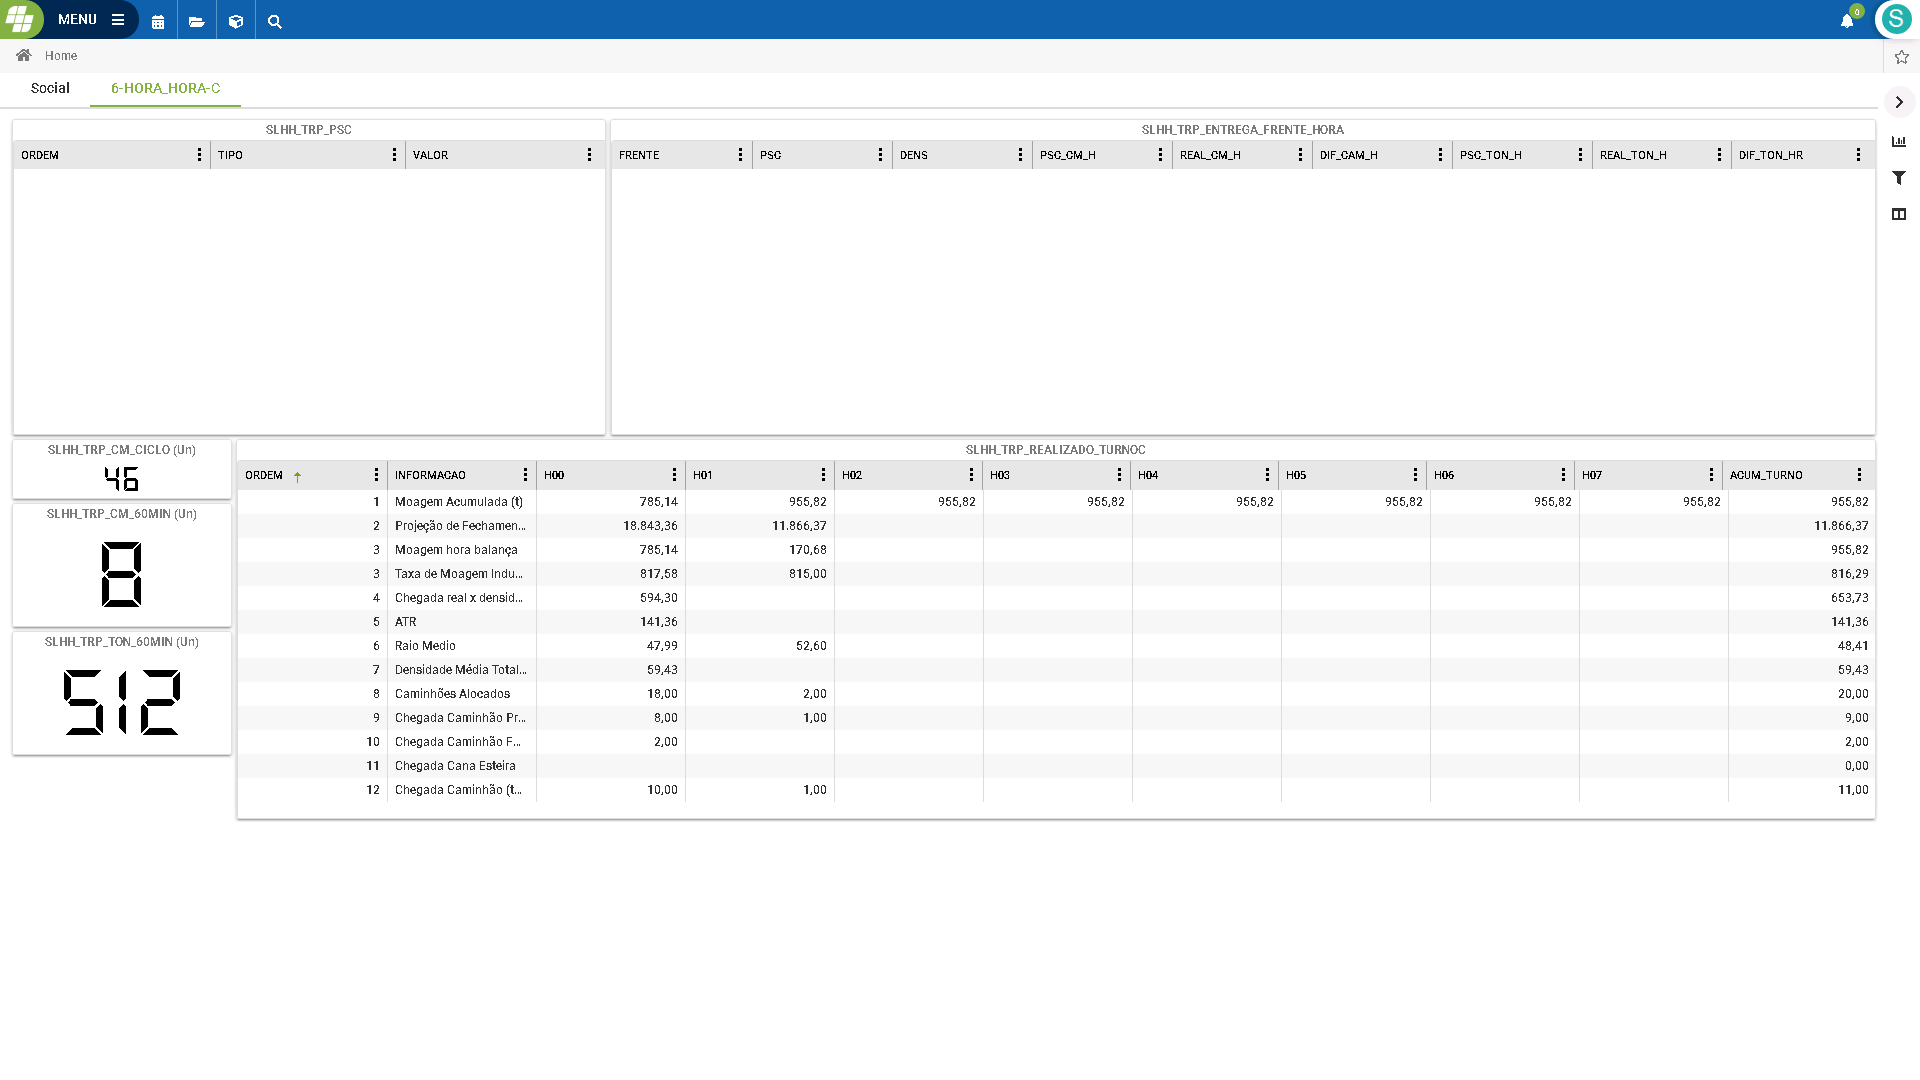 MENU
0
S
Home
Social 6-HORA_HORA-C
SLHH_TRP_PSC
ORDEM TIPO VALOR
SLHH_TRP_ENTREGA_FRENTE_HORA
FRENTE PSC DENS PSC_CM_H REAL_CM_H DIF_CAM_H PSC_TON_H REAL_TON_H DIF_TON_HR
SLHH_TRP_CM_CICLO (Un)
46
SLHH_TRP_CM_60MIN (Un)
8
SLHH_TRP_TON_60MIN (Un)
512
SLHH_TRP_REALIZADO_TURNOC
ORDEM INFORMACAO H00 H01 H02 H03 H04 H05 H06 H07 ACUM_TURNO
1 Moagem Acumulada (t) 785,14 955,82 955,82 955,82 955,82 955,82 955,82 955,82 955,82
2 Projeção de Fechamen... 18.843,36 11.866,37 11.866,37
3 Moagem hora balança 785,14 170,68 955,82
3 Taxa de Moagem Indu... 817,58 815,00 816,29
4 Chegada real x densid... 594,30 653,73
5 ATR 141,36 141,36
6 Raio Medio 47,99 52,60 48,41
7 Densidade Média Total... 59,43 59,43
8 Caminhões Alocados 18,00 2,00 20,00
9 Chegada Caminhão Pr... 8,00 1,00 9,00
10 Chegada Caminhão F... 2,00 2,00
11 Chegada Cana Esteira 0,00
12 Chegada Caminhão (t... 10,00 1,00 11,00